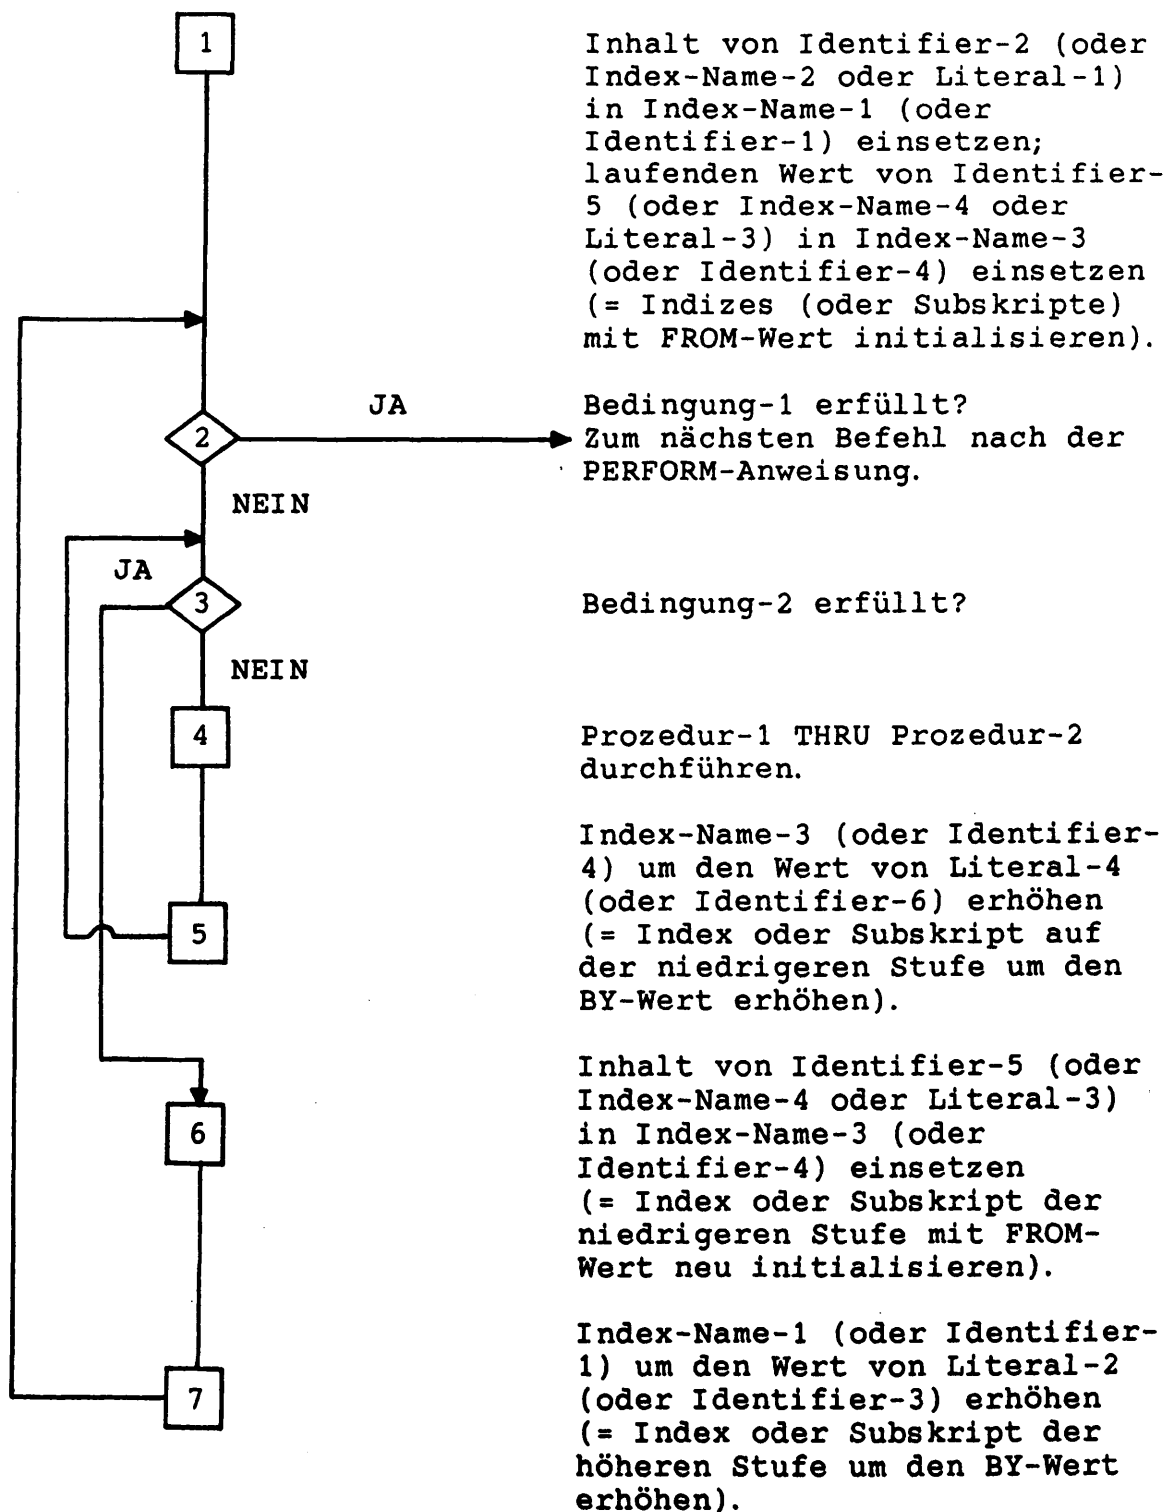 1
Inhalt von Identifier-2 (oder
Index-Name-2 oder Literal-1)
in Index-Name-1 (oder
Identifier-1) einsetzen;
laufenden Wert von Identifier-
5 (oder Index-Name-4 oder
Literal-3) in Index-Name-3
(oder Identifier-4) einsetzen
(= Indizes (oder Subskripte)
mit FROM-Wert initialisieren).
JA
2
Bedingung-1 erfüllt?
Zum nächsten Befehl nach der
PERFORM-Anweisung.
NEIN
JA
3
Bedingung-2 erfüllt?
NEIN
4
Prozedur-1 THRU Prozedur-2
durchführen.
5
Index-Name-3 (oder Identifier-
4) um den Wert von Literal-4
(oder Identifier-6) erhöhen
(= Index oder Subskript auf
der niedrigeren Stufe um den
BY-Wert erhöhen).
6
Inhalt von Identifier-5 (oder
Index-Name-4 oder Literal-3)
in Index-Name-3 (oder
Identifier-4) einsetzen
(= Index oder Subskript der
niedrigeren Stufe mit FROM-
Wert neu initialisieren).
7
Index-Name-1 (oder Identifier-
1) um den Wert von Literal-2
(oder Identifier-3) erhöhen
(= Index oder Subskript der
höheren Stufe um den BY-Wert
erhöhen).